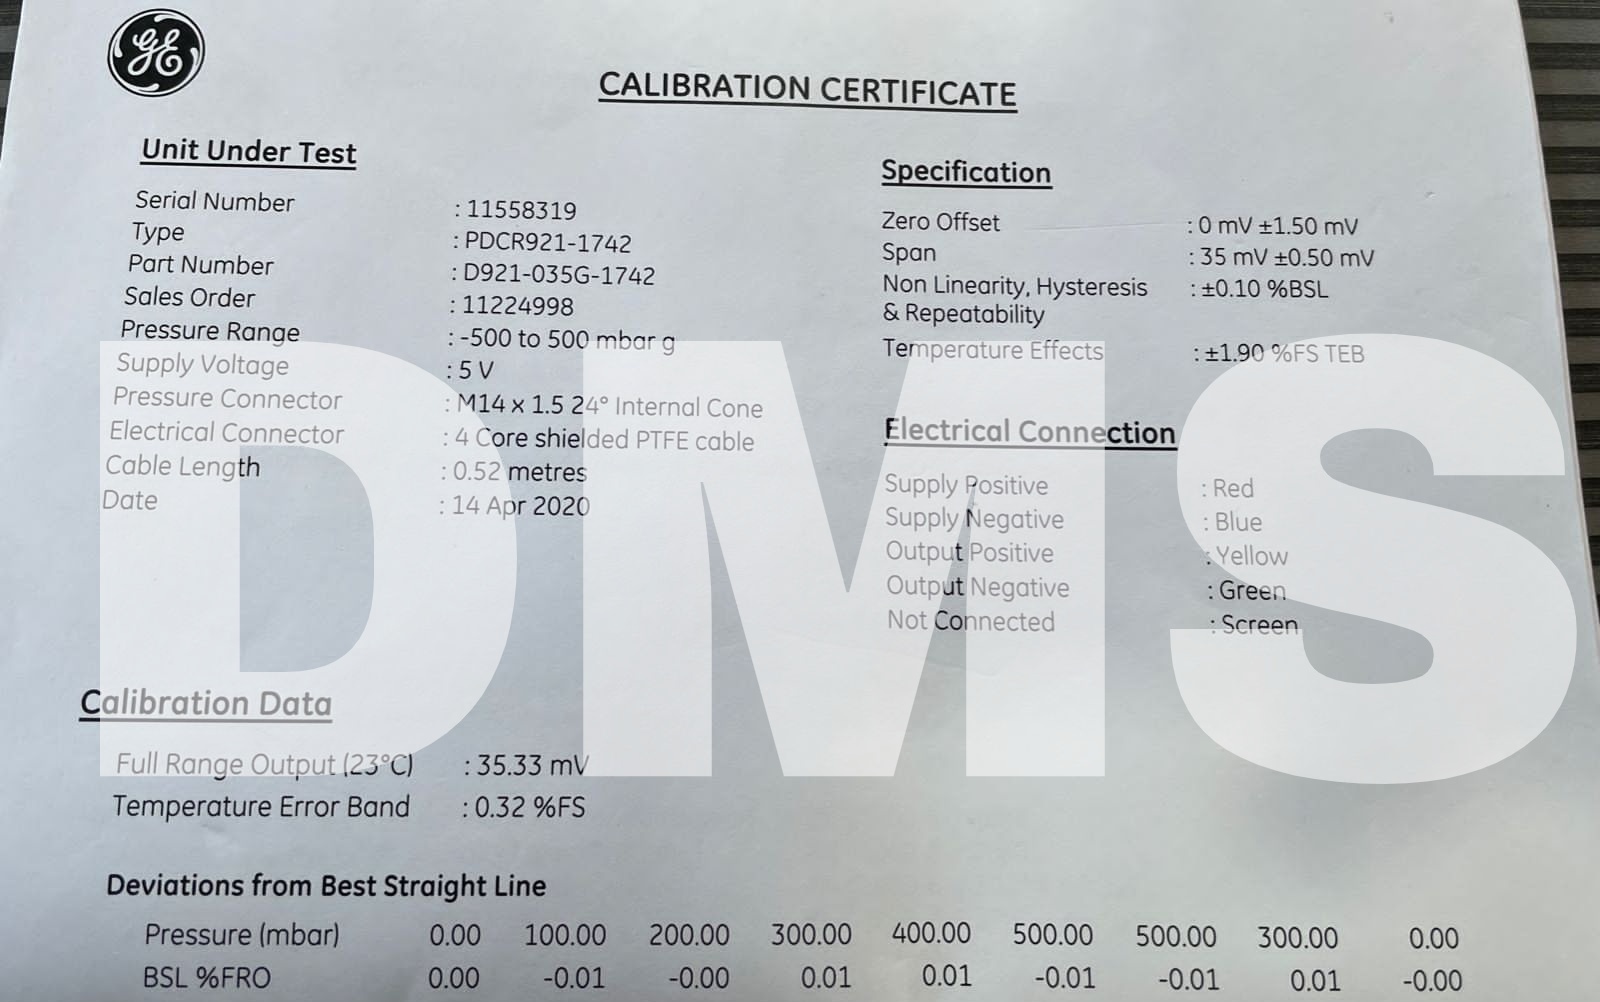 GE
CALIBRATION CERTIFICATE
Unit Under Test
Serial Number : 11558319
Type : PDCR921-1742
Part Number : D921-035G-1742
Sales Order : 11224998
Pressure Range : -500 to 500 mbar g
Supply Voltage : 5 V
Pressure Connector : M14 x 1.5 24° Internal Cone
Electrical Connector : 4 Core shielded PTFE cable
Cable Length : 0.52 metres
Date : 14 Apr 2020
Specification
Zero Offset : 0 mV ±1.50 mV
Span : 35 mV ±0.50 mV
Non Linearity, Hysteresis : ±0.10 %BSL
& Repeatability
Temperature Effects : ±1.90 %FS TEB
Electrical Connection
Supply Positive : Red
Supply Negative : Blue
Output Positive : Yellow
Output Negative : Green
Not Connected : Screen
DMS
Calibration Data
Full Range Output (23°C) : 35.33 mV
Temperature Error Band : 0.32 %FS
Deviations from Best Straight Line
Pressure (mbar) 0.00 100.00 200.00 300.00 400.00 500.00 500.00 300.00 0.00
BSL %FRO 0.00 -0.01 -0.00 0.01 0.01 -0.01 -0.01 0.01 -0.00